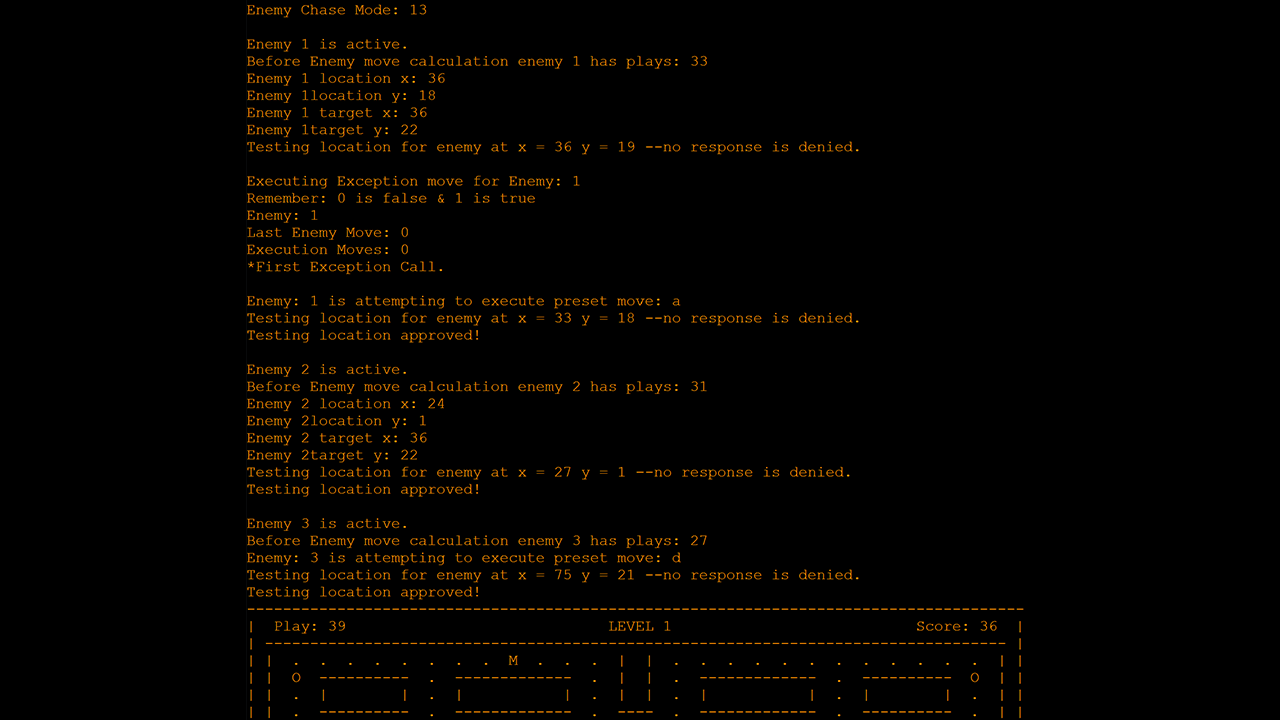 Enemy Chase Mode: 13
Enemy 1 is active.
Before Enemy move calculation enemy 1 has plays: 33
Enemy 1 location x: 36
Enemy 1location y: 18
Enemy 1 target x: 36
Enemy 1target y: 22
Testing location for enemy at x = 36 y = 19 --no response is denied.
Executing Exception move for Enemy: 1
Remember: 0 is false & 1 is true
Enemy: 1
Last Enemy Move: 0
Execution Moves: 0
*First Exception Call.
Enemy: 1 is attempting to execute preset move: a
Testing location for enemy at x = 33 y = 18 --no response is denied.
Testing location approved!
Enemy 2 is active.
Before Enemy move calculation enemy 2 has plays: 31
Enemy 2 location x: 24
Enemy 2location y: 1
Enemy 2 target x: 36
Enemy 2target y: 22
Testing location for enemy at x = 27 y = 1 --no response is denied.
Testing location approved!
Enemy 3 is active.
Before Enemy move calculation enemy 3 has plays: 27
Enemy: 3 is attempting to execute preset move: d
Testing location for enemy at x = 75 y = 21 --no response is denied.
Testing location approved!
--------------------------------------------------------------------------------------
|  Play: 39                             LEVEL 1                           Score: 36  |
| ---------------------------------------------------------------------------------- |
| |  .  .  .  .  .  .  .  . M  .  .  .  |  |  .  .  .  .  .  .  .  .  .  .  .  .  | |
| |  O  ----------  .  -------------  .  |  |  .  -------------  .  ----------  O  | |
| |  .  |        |  .  |           |  .  |  |  .  |           |  .  |        |  .  | |
| |  .  ----------  .  -------------  .  ----  .  -------------  .  ----------  .  | |